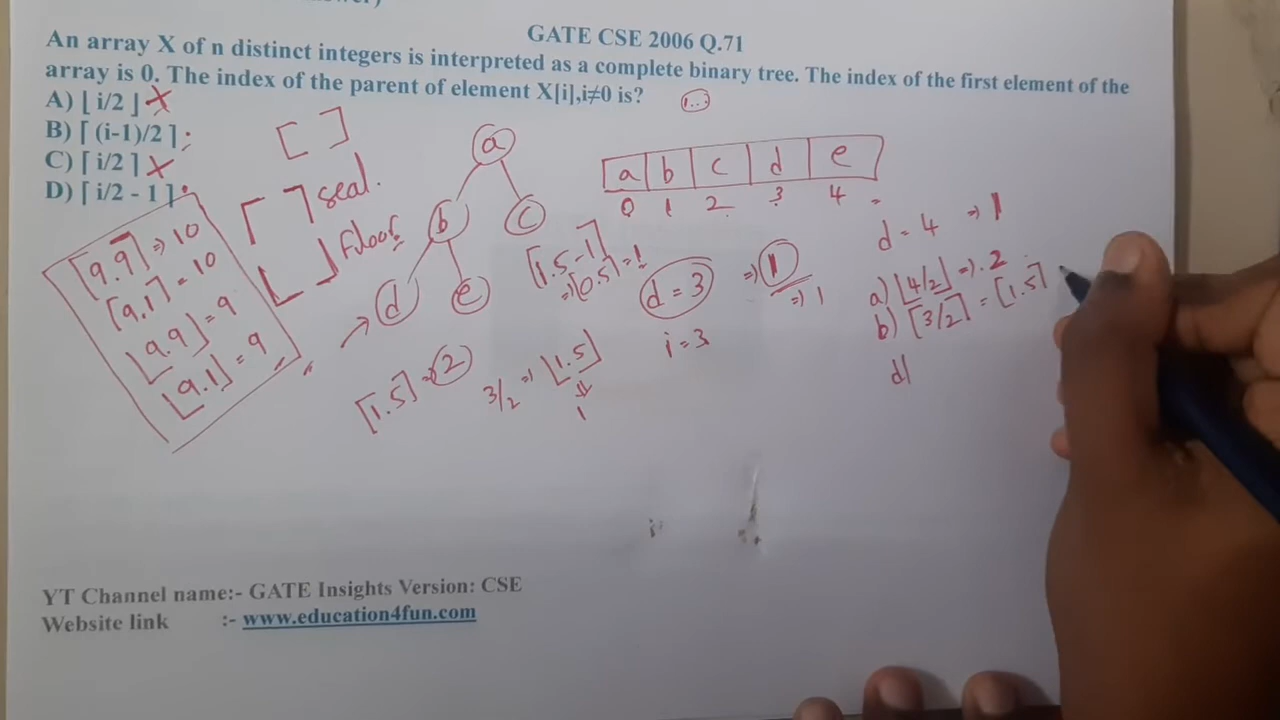 GATE CSE 2006 Q.71
An array X of n distinct integers is interpreted as a complete binary tree. The index of the first element of the
array is 0. The index of the parent of element X[i],i≠0 is?
A) ⌊ i/2 ⌋
B) ⌈ (i-1)/2 ⌉
C) ⌈ i/2 ⌉
D) ⌈ i/2 - 1 ⌉
⌈ ⌉ seal.
⌊ ⌋ floor
⌈9.9⌉ => 10
⌈9.1⌉ = 10
⌊9.9⌋ = 9
⌊9.1⌋ = 9
a
b c
d e
a b c d e
0 1 2 3 4
⌈1.5-1⌉
=> ⌈0.5⌉ = 1
d = 3 => 1
=> 1
i = 3
⌈1.5⌉ => 2
3/2 => ⌊1.5⌋
1
d = 4 => 1
a) ⌊4/2⌋ => 2
b) ⌈3/2⌉ = ⌈1.5⌉
d)
YT Channel name:- GATE Insights Version: CSE
Website link :- www.education4fun.com